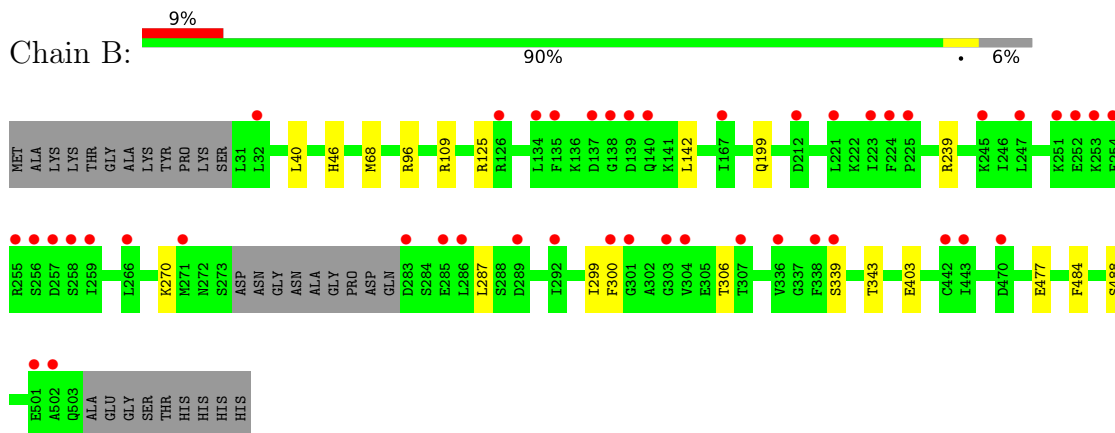 9%
Chain B:
90%
•
6%
MET ALA LYS LYS THR GLY ALA LYS TYR PRO LYS SER L31 L32 L40 H46 M68 R96 R109 R125 R126 L134 F135 K136 D137 G138 D139 Q140 K141 L142 I167 Q199 D212 L221 K222 I223 F224 P225 R239 K245 I246 L247 K251 E252 K253
R255 S256 D257 S258 I259 L266 K270 M271 N272 S273 ASP ASN GLY ASN ALA GLY PRO ASP GLN D283 S284 E285 L286 L287 S288 D289 I292 I299 F300 G301 A302 G303 V304 E305 T306 T307 V336 G337 F338 S339 T343 E403 C442 I443 D470 E477 F484 S488
E501 A502 Q503 ALA GLU GLY SER THR HIS HIS HIS HIS